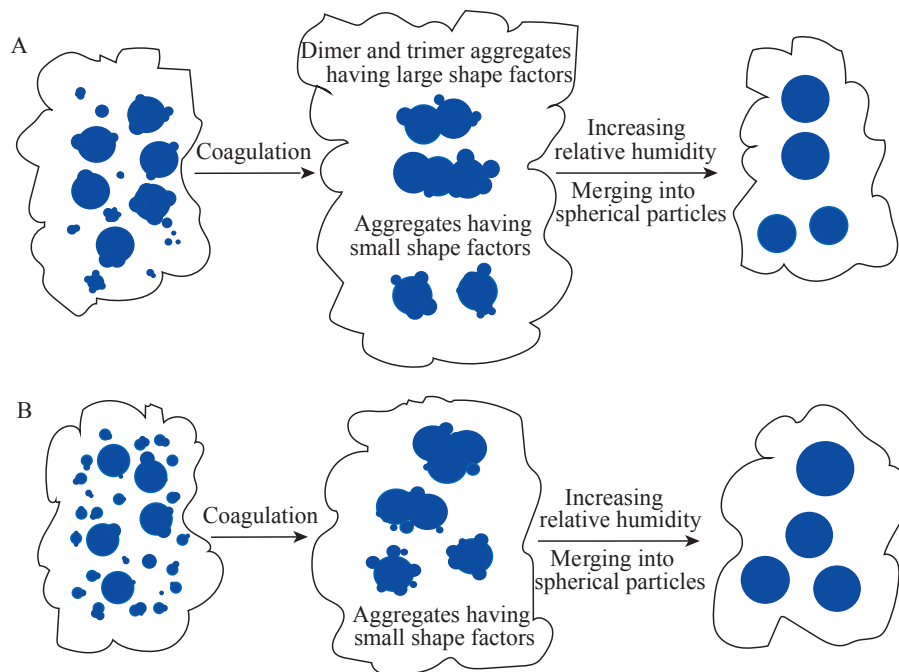 A
Dimer and trimer aggregates
having large shape factors
Coagulation
Increasing
relative humidity
Merging into
spherical particles
Aggregates having
small shape factors
B
Coagulation
Increasing
relative humidity
Merging into
spherical particles
Aggregates having
small shape factors